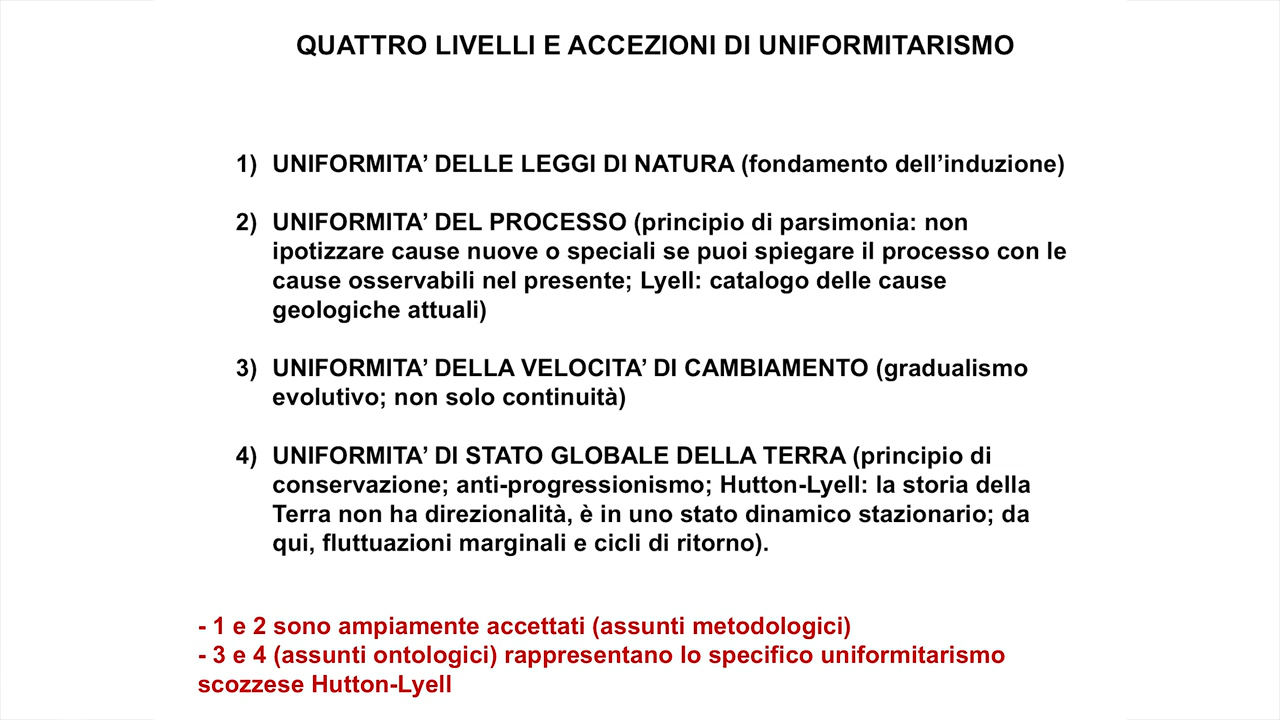 QUATTRO LIVELLI E ACCEZIONI DI UNIFORMITARISMO
1) UNIFORMITA’ DELLE LEGGI DI NATURA (fondamento dell’induzione)
2) UNIFORMITA’ DEL PROCESSO (principio di parsimonia: non
ipotizzare cause nuove o speciali se puoi spiegare il processo con le
cause osservabili nel presente; Lyell: catalogo delle cause
geologiche attuali)
3) UNIFORMITA’ DELLA VELOCITA’ DI CAMBIAMENTO (gradualismo
evolutivo; non solo continuità)
4) UNIFORMITA’ DI STATO GLOBALE DELLA TERRA (principio di
conservazione; anti-progressionismo; Hutton-Lyell: la storia della
Terra non ha direzionalità, è in uno stato dinamico stazionario; da
qui, fluttuazioni marginali e cicli di ritorno).
- 1 e 2 sono ampiamente accettati (assunti metodologici)
- 3 e 4 (assunti ontologici) rappresentano lo specifico uniformitarismo
scozzese Hutton-Lyell